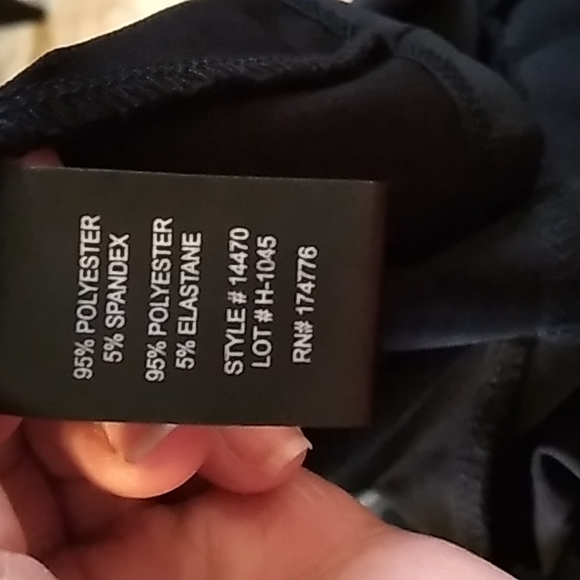 95% POLYESTER
5% SPANDEX
95% POLYESTER
5% ELASTANE
STYLE # 14470
LOT # H-1045
RN# 174776